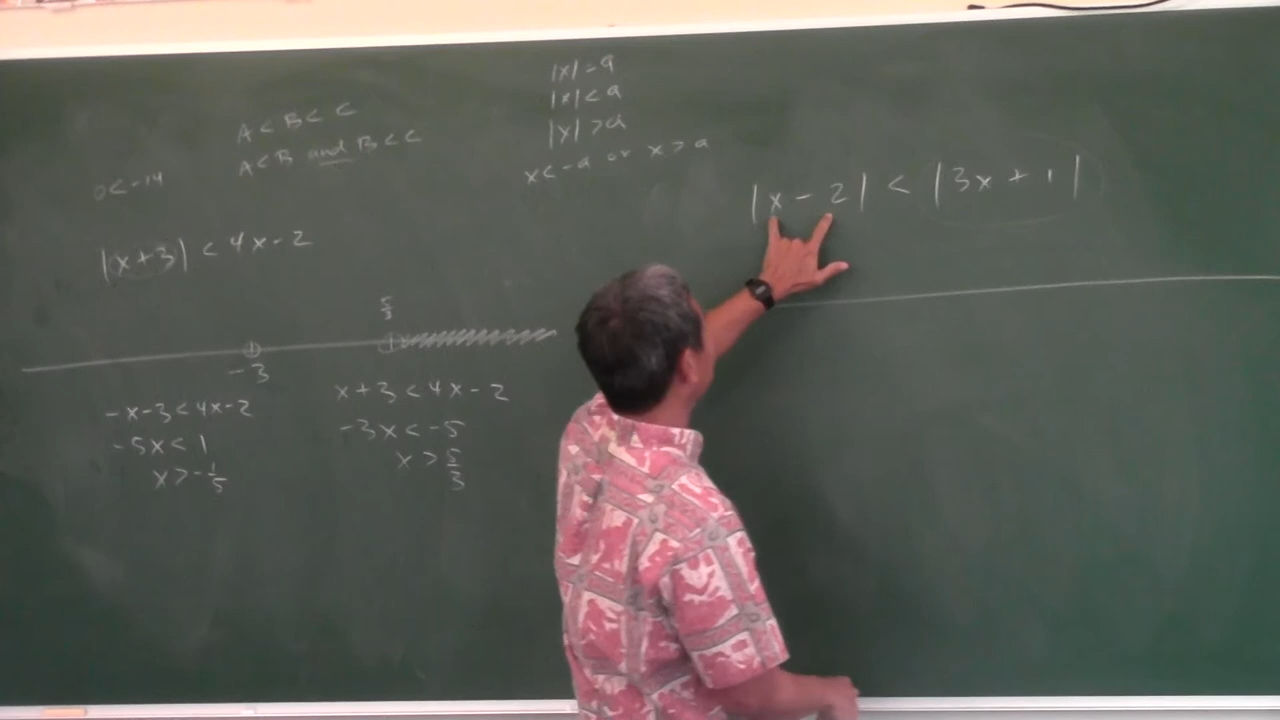 A < B < C
A < B and B < C
0 < -14
|x+3| < 4x-2
5/3
-3
-x-3 < 4x-2
-5x < 1
x > -1/5
x+3 < 4x-2
-3x < -5
x > 5/3
|x| = a
|x| < a
|x| > a
x < -a or x > a
|x - 2| < |3x + 1|